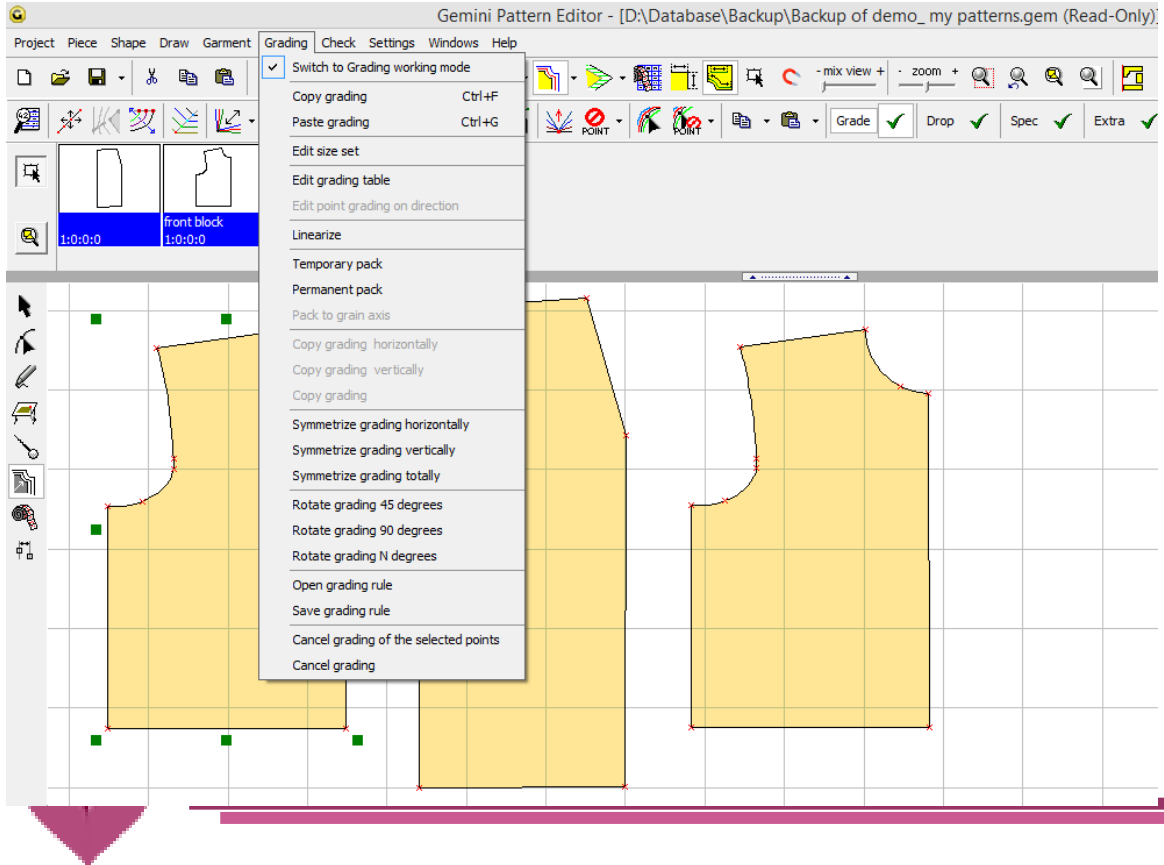 Gemini Pattern Editor - [D:\Database\Backup\Backup of demo_ my patterns.gem (Read-Only)]
Project Piece Shape Draw Garment Grading Check Settings Windows Help
- mix view + - zoom +
POINT POINT Grade Drop Spec Extra
Switch to Grading working mode
Copy grading Ctrl+F
Paste grading Ctrl+G
Edit size set
Edit grading table
Edit point grading on direction
Linearize
Temporary pack
Permanent pack
Pack to grain axis
Copy grading horizontally
Copy grading vertically
Copy grading
Symmetrize grading horizontally
Symmetrize grading vertically
Symmetrize grading totally
Rotate grading 45 degrees
Rotate grading 90 degrees
Rotate grading N degrees
Open grading rule
Save grading rule
Cancel grading of the selected points
Cancel grading
front block
1:0:0:0 1:0:0:0